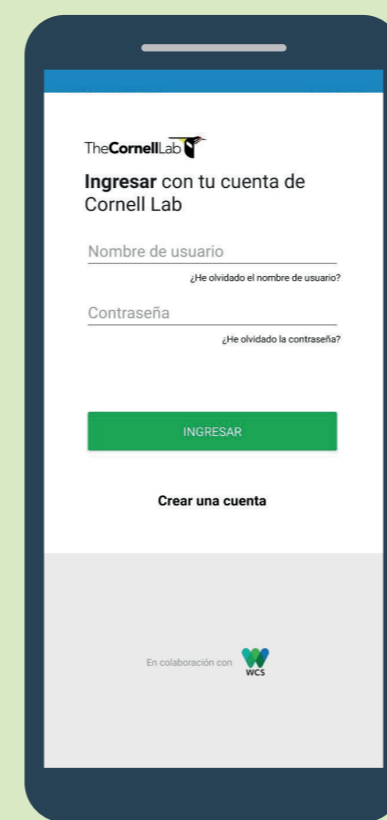 TheCornellLab
Ingresar con tu cuenta de
Cornell Lab
Nombre de usuario
¿He olvidado el nombre de usuario?
Contraseña
¿He olvidado la contraseña?
INGRESAR
Crear una cuenta
En colaboración con
WCS